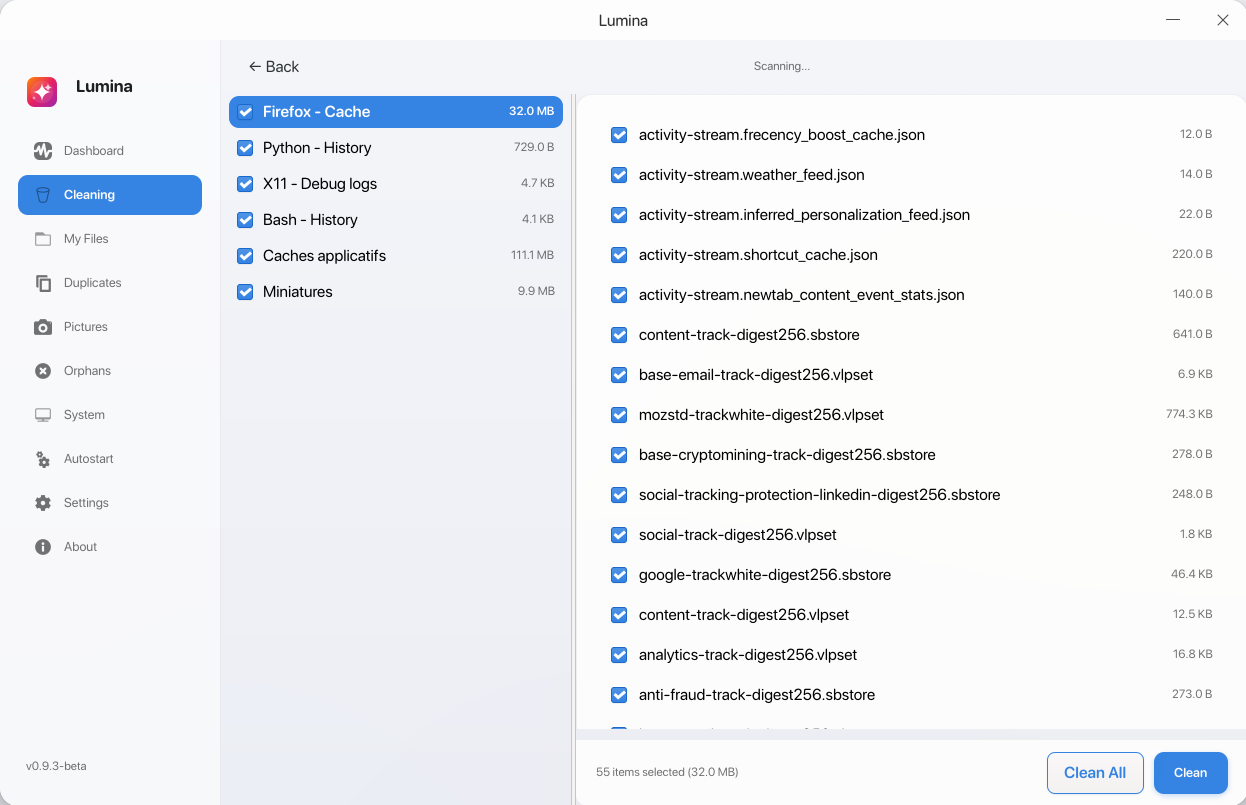 Lumina
Lumina
Dashboard
Cleaning
My Files
Duplicates
Pictures
Orphans
System
Autostart
Settings
About
v0.9.3-beta
← Back
Scanning...
Firefox - Cache 32.0 MB
Python - History 729.0 B
X11 - Debug logs 4.7 KB
Bash - History 4.1 KB
Caches applicatifs 111.1 MB
Miniatures 9.9 MB
activity-stream.frecency_boost_cache.json 12.0 B
activity-stream.weather_feed.json 14.0 B
activity-stream.inferred_personalization_feed.json 22.0 B
activity-stream.shortcut_cache.json 220.0 B
activity-stream.newtab_content_event_stats.json 140.0 B
content-track-digest256.sbstore 641.0 B
base-email-track-digest256.vlpset 6.9 KB
mozstd-trackwhite-digest256.vlpset 774.3 KB
base-cryptomining-track-digest256.sbstore 278.0 B
social-tracking-protection-linkedin-digest256.sbstore 248.0 B
social-track-digest256.vlpset 1.8 KB
google-trackwhite-digest256.sbstore 46.4 KB
content-track-digest256.vlpset 12.5 KB
analytics-track-digest256.vlpset 16.8 KB
anti-fraud-track-digest256.sbstore 273.0 B
55 items selected (32.0 MB)
Clean All
Clean